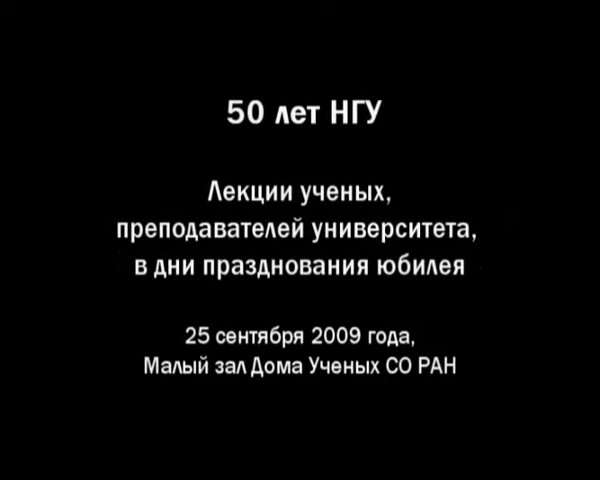 50 лет НГУ
Лекции ученых,
преподавателей университета,
в дни празднования юбилея
25 сентября 2009 года,
Малый зал Дома Ученых СО РАН